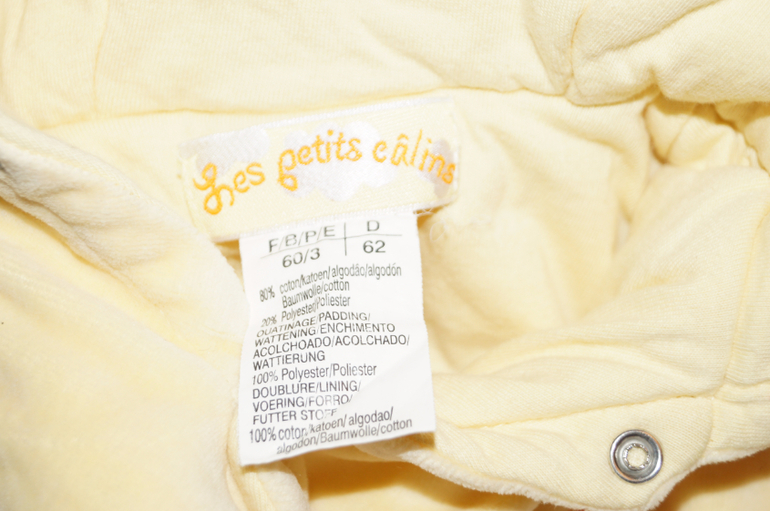 Les petits câlins
F/B/P/E D
60/3 62
80% coton/katoen/algodão/algodón
Baumwolle/cotton
20% Polyester/Poliester
OUATINAGE/PADDING/
WATTENING/ENCHIMENTO
ACOLCHOADO/ACOLCHADO/
WATTIERUNG
100% Polyester/Poliester
DOUBLURE/LINING/
VOERING/FORRO/
FUTTER STOFF
100% coton/katoen/algodao/
algodon/Baumwolle/cotton